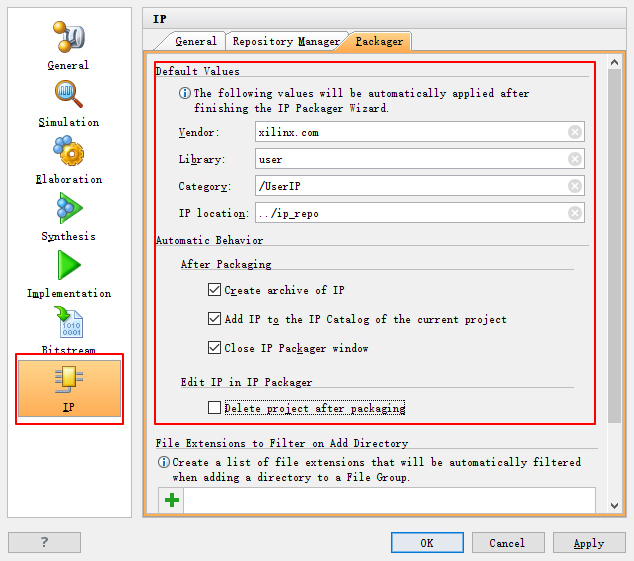 General
Simulation
Elaboration
Synthesis
Implementation
Bitstream
IP
IP
General
Repository Manager
Packager
Default Values
The following values will be automatically applied after
finishing the IP Packager Wizard.
Vendor: xilinx.com
Library: user
Category: /UserIP
IP location: ../ip_repo
Automatic Behavior
After Packaging
Create archive of IP
Add IP to the IP Catalog of the current project
Close IP Packager window
Edit IP in IP Packager
Delete project after packaging
File Extensions to Filter on Add Directory
Create a list of file extensions that will be automatically filtered
when adding a directory to a File Group.
?
OK
Cancel
Apply